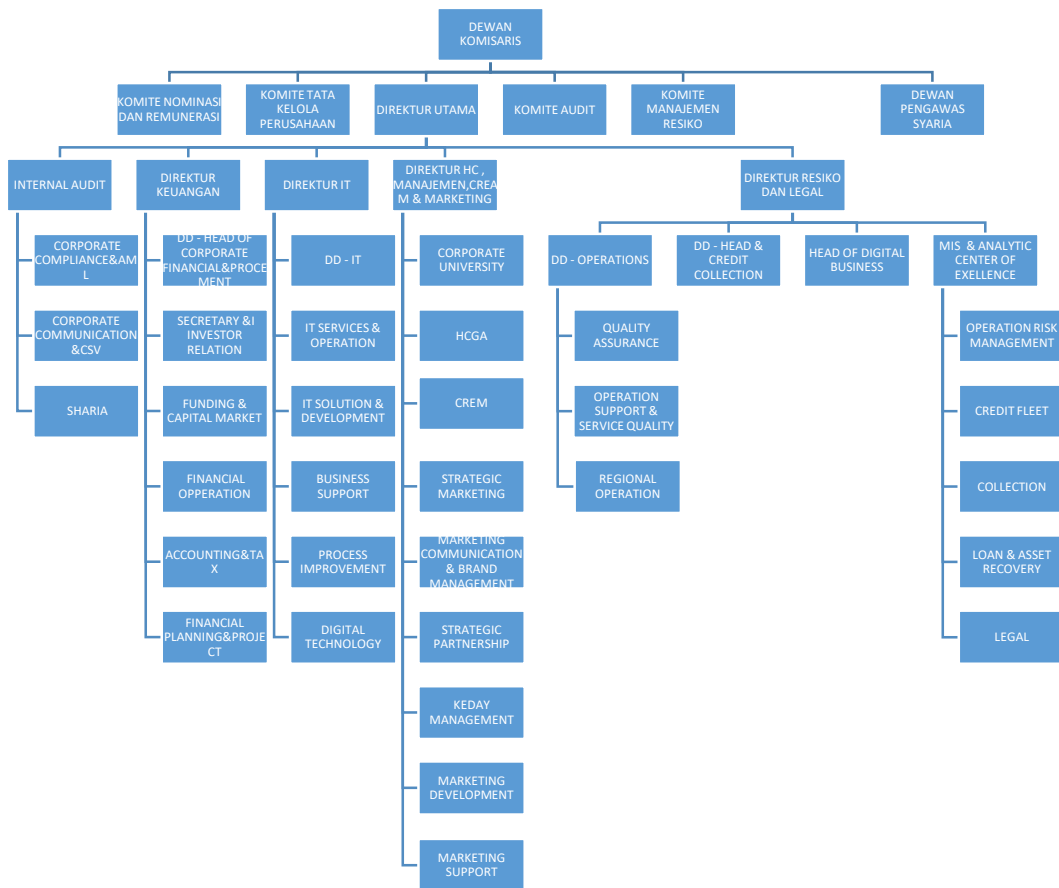 DEWAN
KOMISARIS
KOMITE NOMINASI
DAN REMUNERASI
KOMITE TATA
KELOLA
PERUSAHAAN
DIREKTUR UTAMA
KOMITE AUDIT
KOMITE
MANAJEMEN
RESIKO
DEWAN
PENGAWAS
SYARIA
INTERNAL AUDIT
DIREKTUR
KEUANGAN
DIREKTUR IT
DIREKTUR HC ,
MANAJEMEN,CREA
M & MARKETING
DIREKTUR RESIKO
DAN LEGAL
CORPORATE
COMPLIANCE&AM
L
CORPORATE
COMMUNICATION
&CSV
SHARIA
DD - HEAD OF
CORPORATE
FINANCIAL&PROCE
MENT
SECRETARY &I
INVESTOR
RELATION
FUNDING &
CAPITAL MARKET
FINANCIAL
OPPERATION
ACCOUNTING&TA
X
FINANCIAL
PLANNING&PROJE
CT
DD - IT
IT SERVICES &
OPERATION
IT SOLUTION &
DEVELOPMENT
BUSINESS
SUPPORT
PROCESS
IMPROVEMENT
DIGITAL
TECHNOLOGY
CORPORATE
UNIVERSITY
HCGA
CREM
STRATEGIC
MARKETING
MARKETING
COMMUNICATION
& BRAND
MANAGEMENT
STRATEGIC
PARTNERSHIP
KEDAY
MANAGEMENT
MARKETING
DEVELOPMENT
MARKETING
SUPPORT
DD - OPERATIONS
QUALITY
ASSURANCE
OPERATION
SUPPORT &
SERVICE QUALITY
REGIONAL
OPERATION
DD - HEAD &
CREDIT
COLLECTION
HEAD OF DIGITAL
BUSINESS
MIS & ANALYTIC
CENTER OF
EXELLENCE
OPERATION RISK
MANAGEMENT
CREDIT FLEET
COLLECTION
LOAN & ASSET
RECOVERY
LEGAL